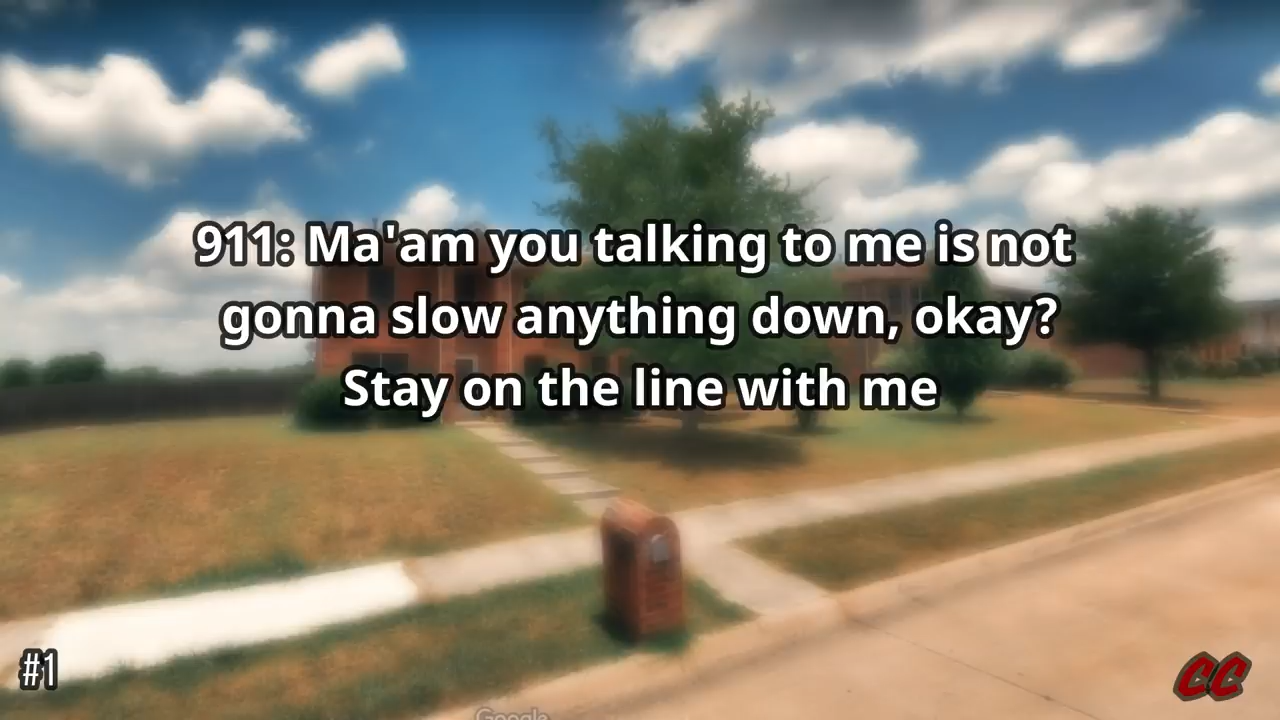 911: Ma'am you talking to me is not
gonna slow anything down, okay?
Stay on the line with me
#1
CC
Google